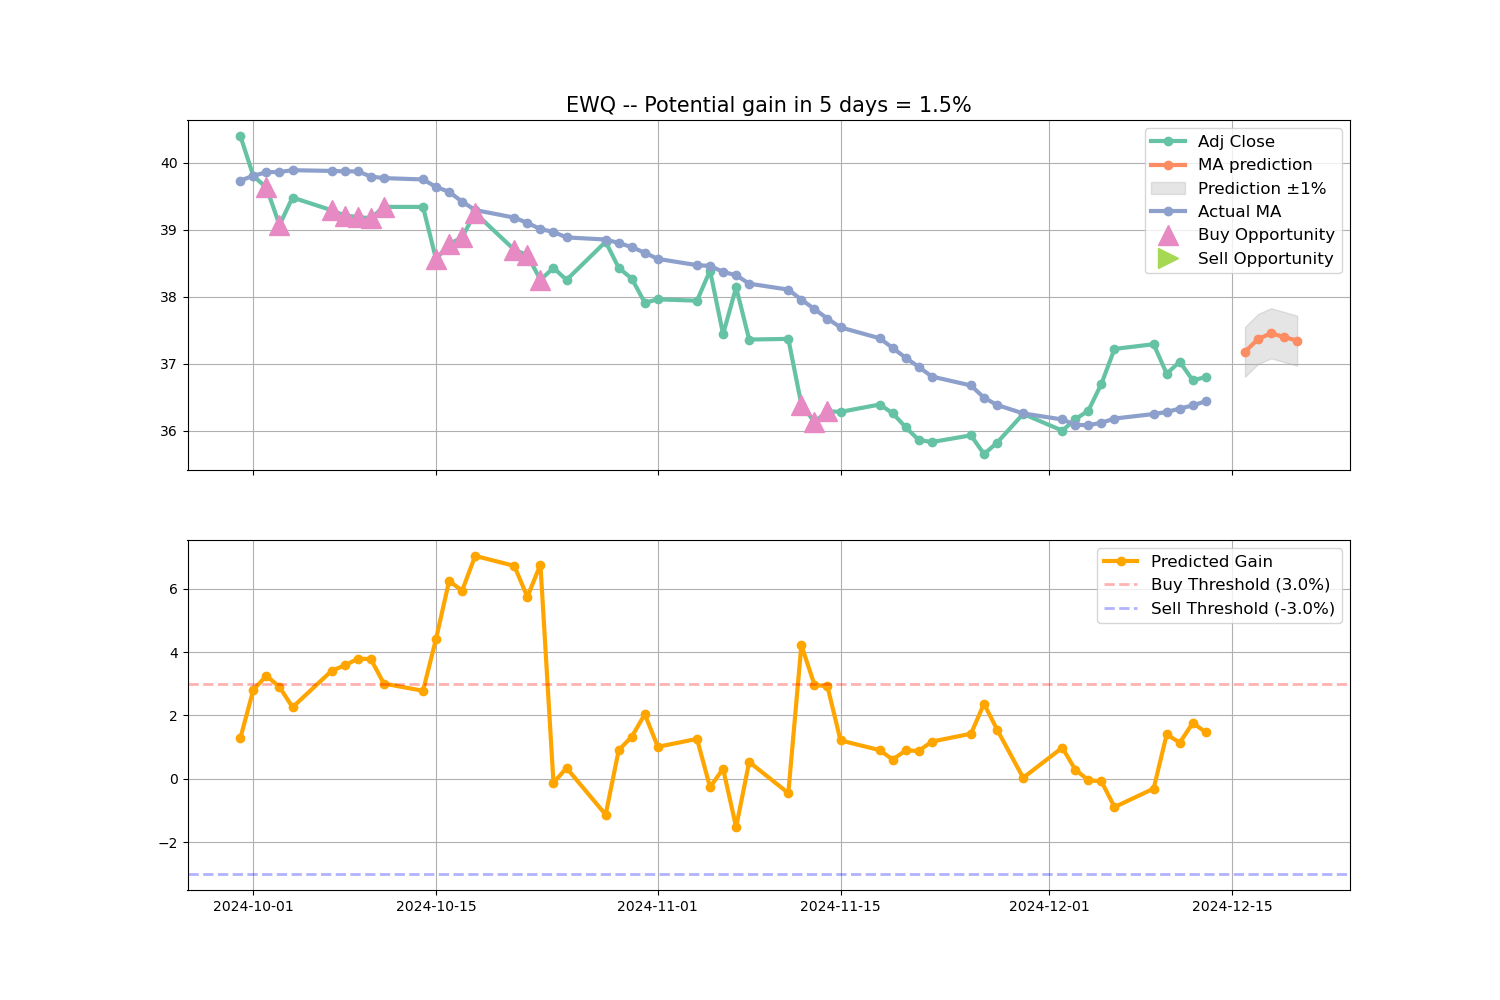 EWQ -- Potential gain in 5 days = 1.5%
40
39
38
37
36
Adj Close
MA prediction
Prediction ±1%
Actual MA
Buy Opportunity
Sell Opportunity
6
4
2
0
−2
Predicted Gain
Buy Threshold (3.0%)
Sell Threshold (-3.0%)
2024-10-01
2024-10-15
2024-11-01
2024-11-15
2024-12-01
2024-12-15